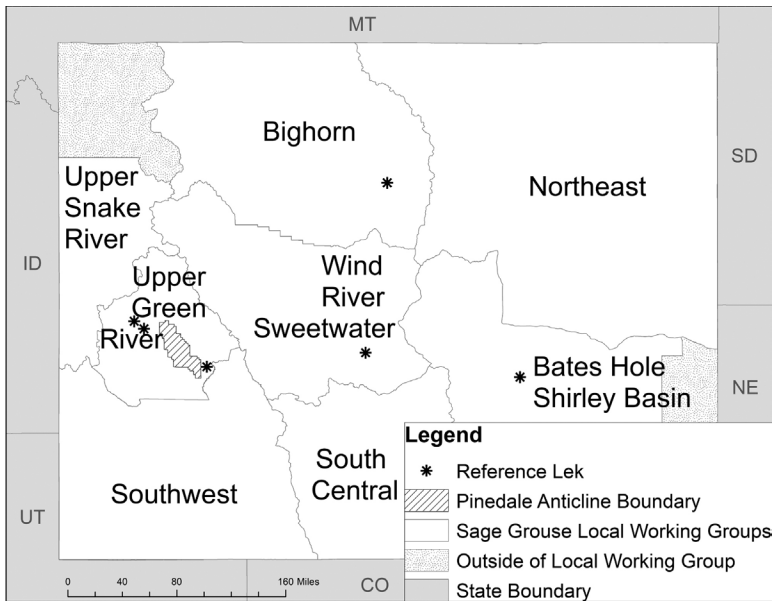 MT
SD
ID
NE
UT
CO
Bighorn
Northeast
Upper
Snake
River
Upper
Green
River
Wind
River
Sweetwater
Bates Hole
Shirley Basin
South
Central
Southwest
0 40 80 160 Miles
Legend
Reference Lek
Pinedale Anticline Boundary
Sage Grouse Local Working Groups
Outside of Local Working Group
State Boundary